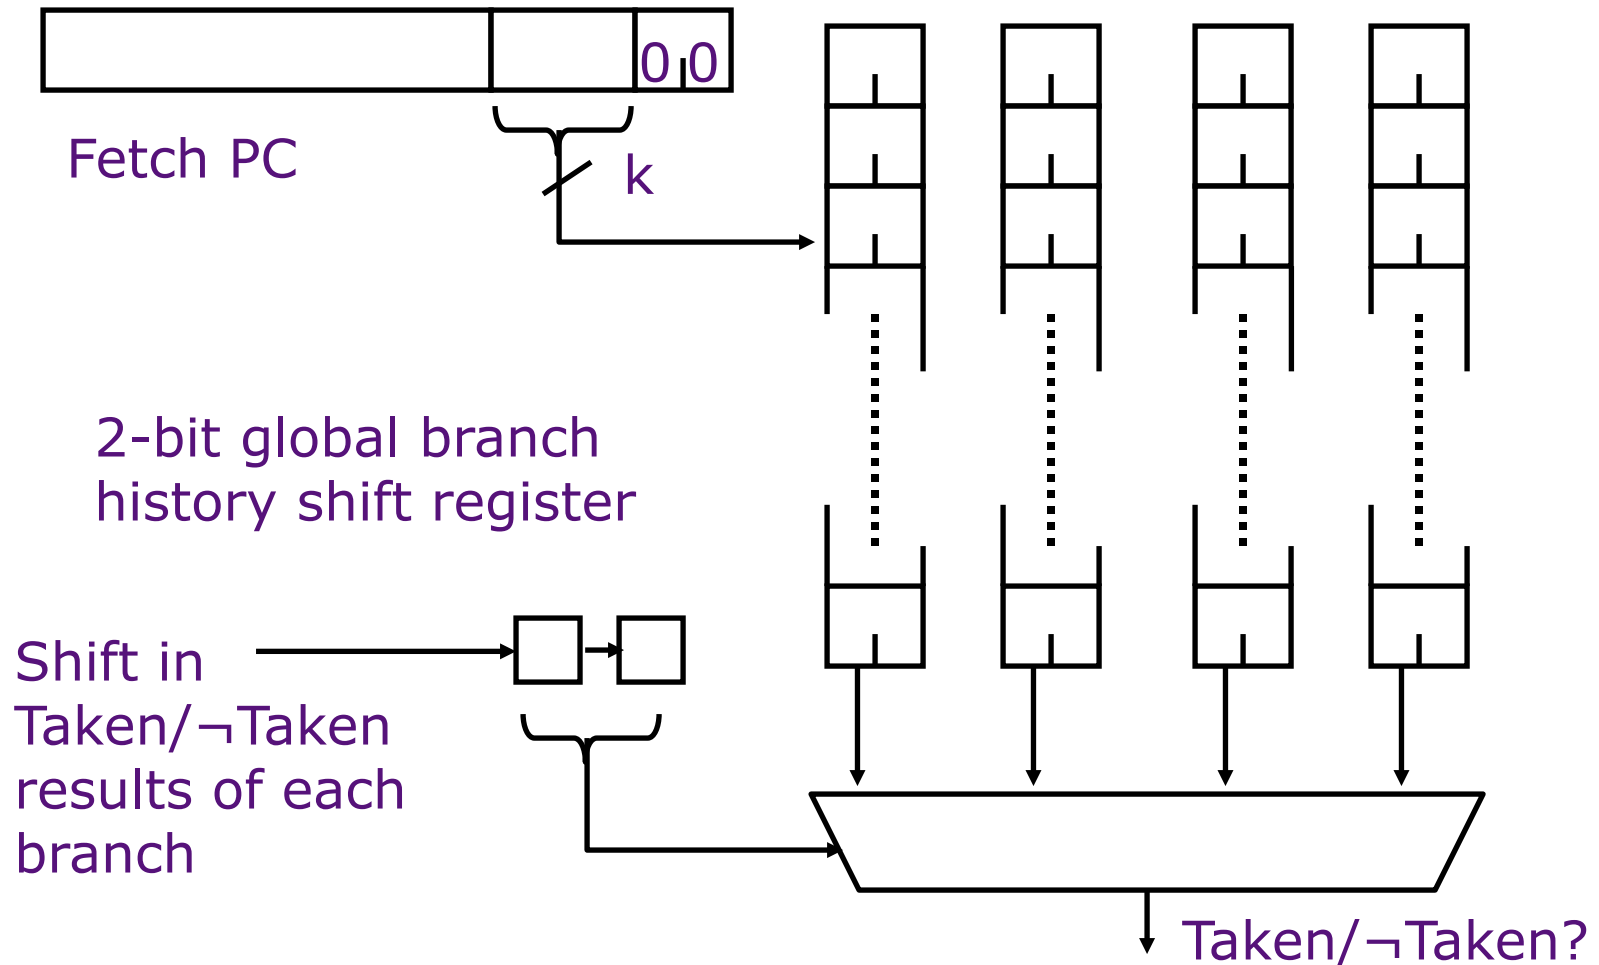 0 0
Fetch PC
k
2-bit global branch
history shift register
Shift in
Taken/¬Taken
results of each
branch
Taken/¬Taken?